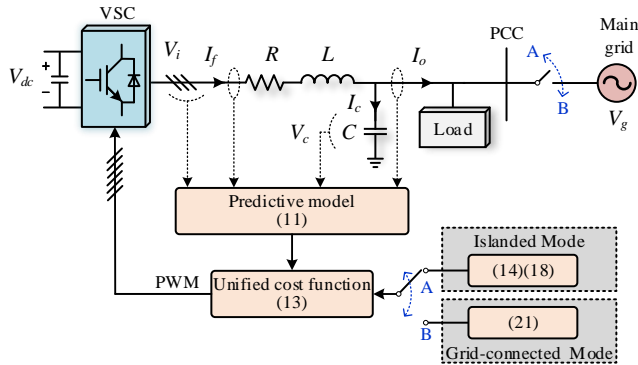 VSC
PCC
Main
grid
V_i
I_f
R
L
I_o
A
B
V_dc
+
−
I_c
V_c
C
Load
V_g
Predictive model
(11)
Islanded Mode
(14)(18)
PWM
Unified cost function
(13)
A
B
(21)
Grid-connected Mode